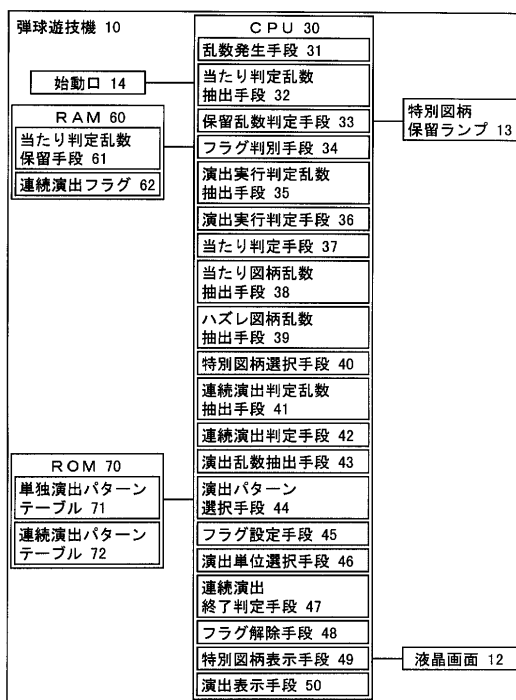 弾球遊技機 10
CPU 30
乱数発生手段 31
当たり判定乱数
抽出手段 32
保留乱数判定手段 33
フラグ判別手段 34
演出実行判定乱数
抽出手段 35
演出実行判定手段 36
当たり判定手段 37
当たり図柄乱数
抽出手段 38
ハズレ図柄乱数
抽出手段 39
特別図柄選択手段 40
連続演出判定乱数
抽出手段 41
連続演出判定手段 42
演出乱数抽出手段 43
演出パターン
選択手段 44
フラグ設定手段 45
演出単位選択手段 46
連続演出
終了判定手段 47
フラグ解除手段 48
特別図柄表示手段 49
演出表示手段 50
始動口 14
RAM 60
当たり判定乱数
保留手段 61
連続演出フラグ 62
ROM 70
単独演出パターン
テーブル 71
連続演出パターン
テーブル 72
特別図柄
保留ランプ 13
液晶画面 12